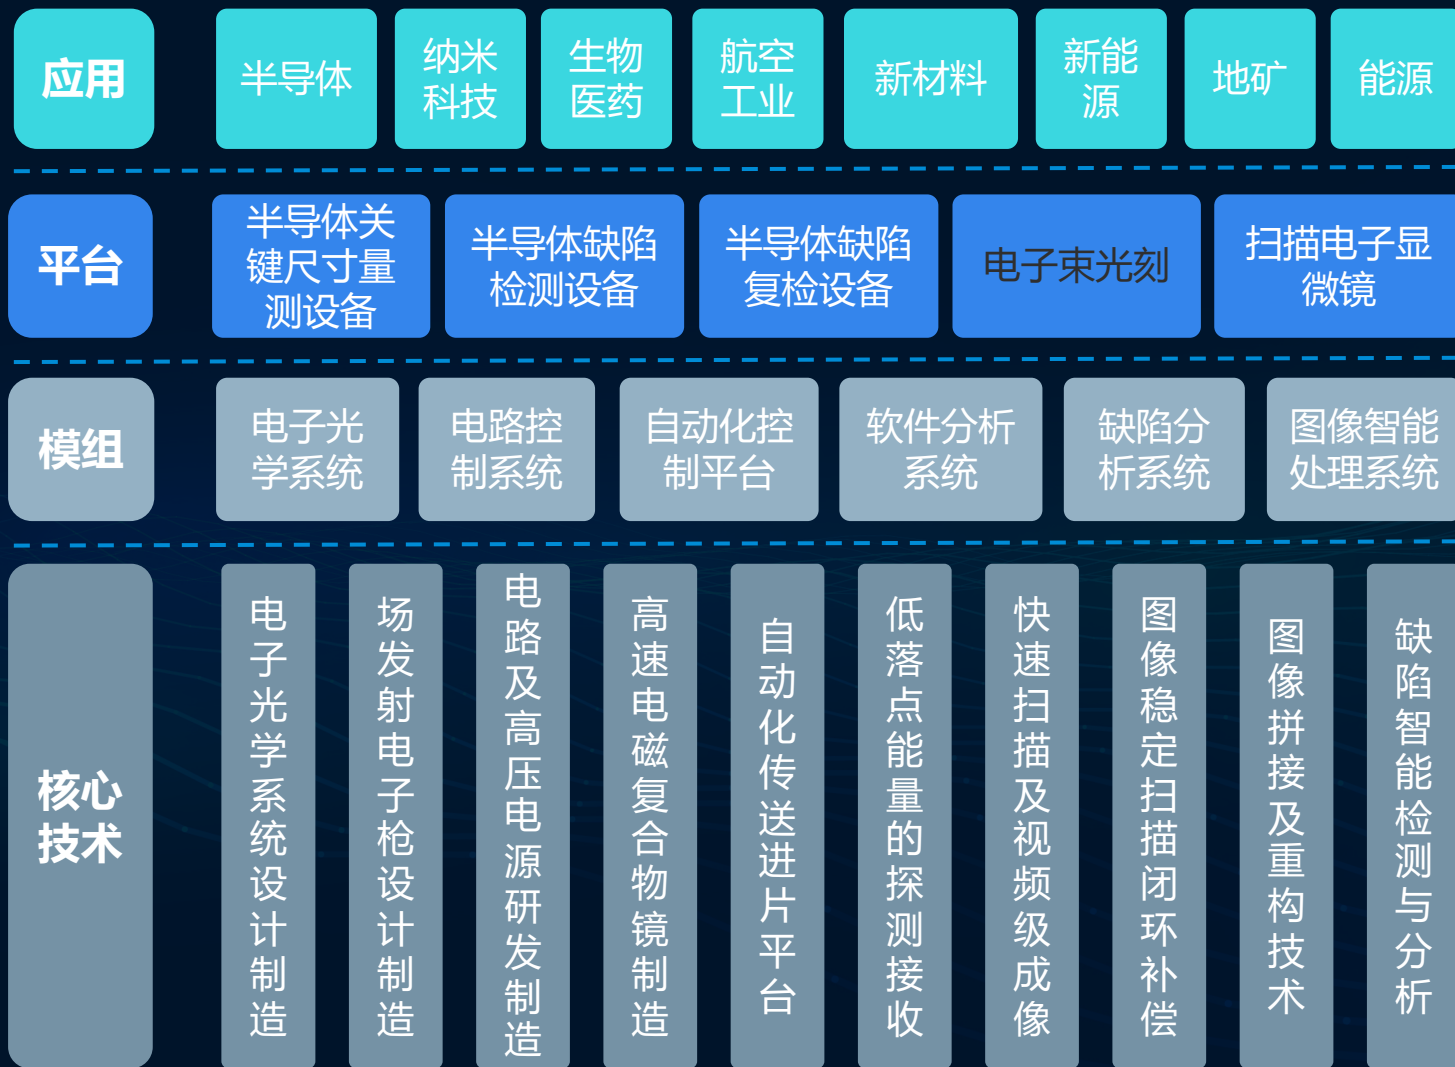 应用
半导体
纳米
科技
生物
医药
航空
工业
新材料
新能
源
地矿
能源
平台
半导体关
键尺寸量
测设备
半导体缺陷
检测设备
半导体缺陷
复检设备
电子束光刻
扫描电子显
微镜
模组
电子光
学系统
电路控
制系统
自动化控
制平台
软件分析
系统
缺陷分
析系统
图像智能
处理系统
核心
技术
电子光学系统设计制造
场发射电子枪设计制造
电路及高压电源研发制造
高速电磁复合物镜制造
自动化传送进片平台
低落点能量的探测接收
快速扫描及视频级成像
图像稳定扫描闭环补偿
图像拼接及重构技术
缺陷智能检测与分析